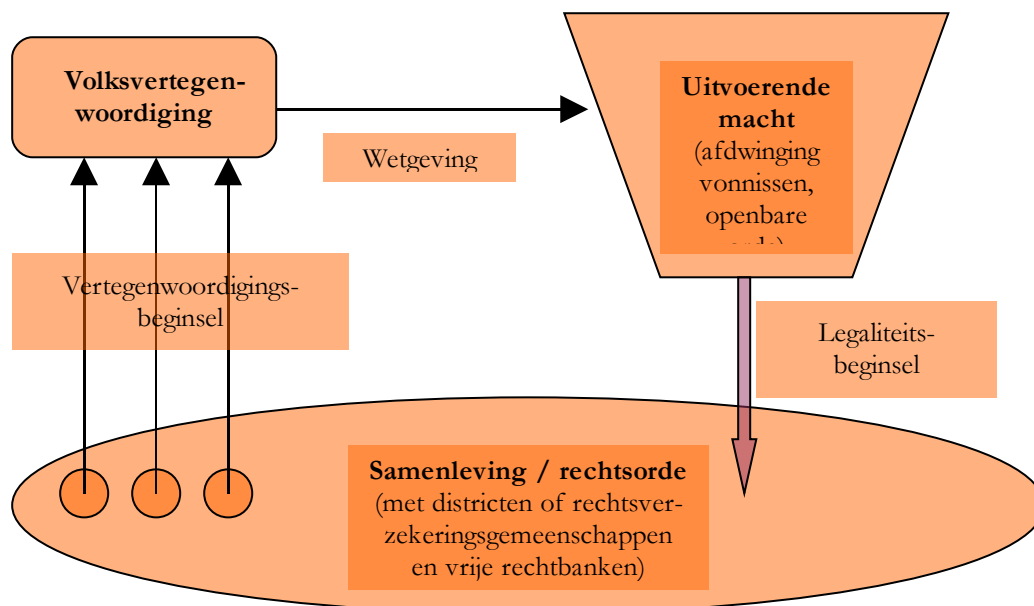 Volksvertegen-
woordiging
Wetgeving
Uitvoerende
macht
(afdwinging
vonnissen,
openbare
Vertegenwoordigings-
beginsel
Legaliteits-
beginsel
Samenleving / rechtsorde
(met districten of rechtsver-
zekeringsgemeenschappen
en vrije rechtbanken)